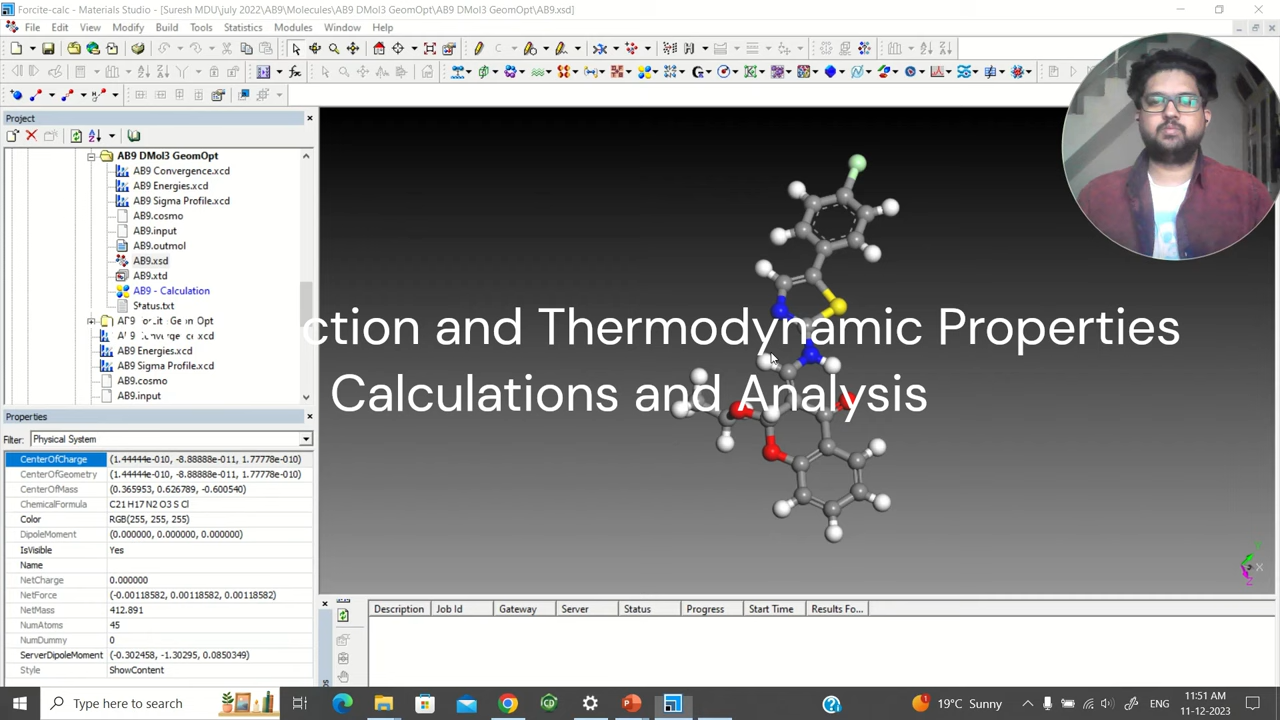 Forcite-calc - Materials Studio - [Suresh MDU\july 2022\AB9\Molecules\AB9 DMol3 GeomOpt\AB9.xsd]
File Edit View Modify Build Tools Statistics Modules Window Help
Project
AB9 DMol3 GeomOpt
AB9 Convergence.xcd
AB9 Energies.xcd
AB9 Sigma Profile.xcd
AB9.cosmo
AB9.input
AB9.outmol
AB9.xsd
AB9.xtd
AB9 - Calculation
Status.txt
ction and Thermodynamic Properties
Calculations and Analysis
AB9 Energies.xcd
AB9 Sigma Profile.xcd
AB9.cosmo
AB9.input
Properties
Filter: Physical System
CenterOfCharge (1.44444e-010, -8.88888e-011, 1.77778e-010)
CenterOfGeometry (1.44444e-010, -8.88888e-011, 1.77778e-010)
CenterOfMass (0.365953, 0.626789, -0.600540)
ChemicalFormula C21 H17 N2 O3 S Cl
Color RGB(255, 255, 255)
DipoleMoment (0.000000, 0.000000, 0.000000)
IsVisible Yes
Name
NetCharge 0.000000
NetForce (-0.00118582, 0.00118582, 0.00118582)
NetMass 412.891
NumAtoms 45
NumDummy 0
ServerDipoleMoment (-0.302458, -1.30295, 0.0850349)
Style ShowContent
Description Job Id Gateway Server Status Progress Start Time Results Fo...
Type here to search
19°C Sunny
ENG
11:51 AM
11-12-2023